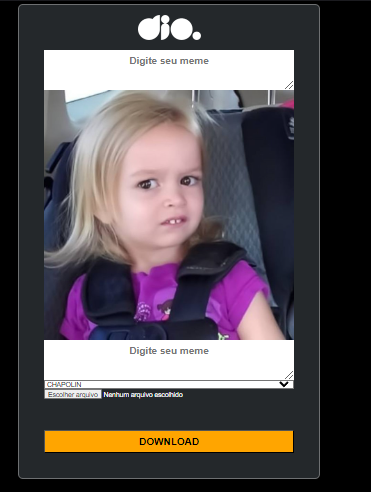 dio.
Digite seu meme
Digite seu meme
CHAPOLIN
Escolher arquivo Nenhum arquivo escolhido
DOWNLOAD